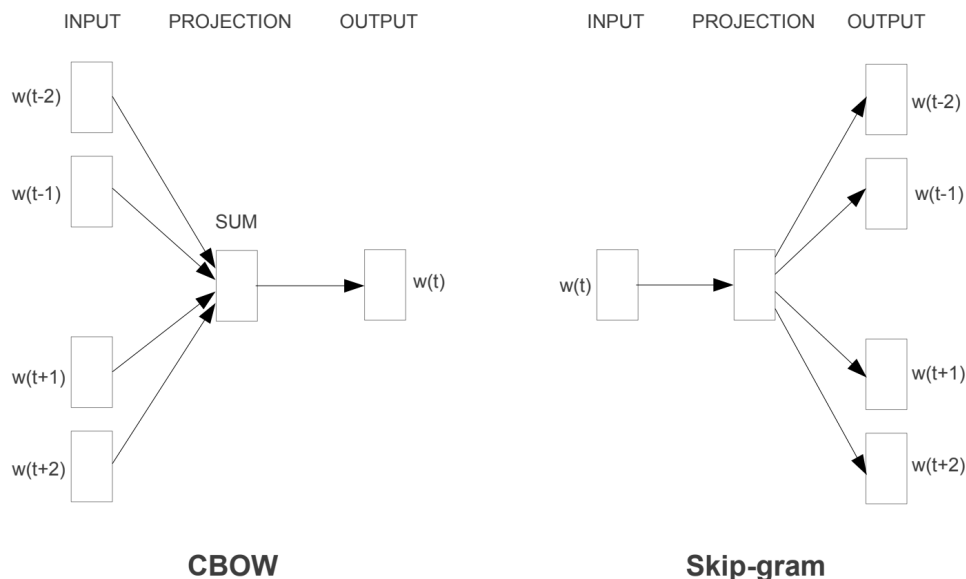 INPUT PROJECTION OUTPUT
w(t-2)
w(t-1)
SUM
w(t)
w(t+1)
w(t+2)
CBOW
INPUT PROJECTION OUTPUT
w(t-2)
w(t-1)
w(t)
w(t+1)
w(t+2)
Skip-gram